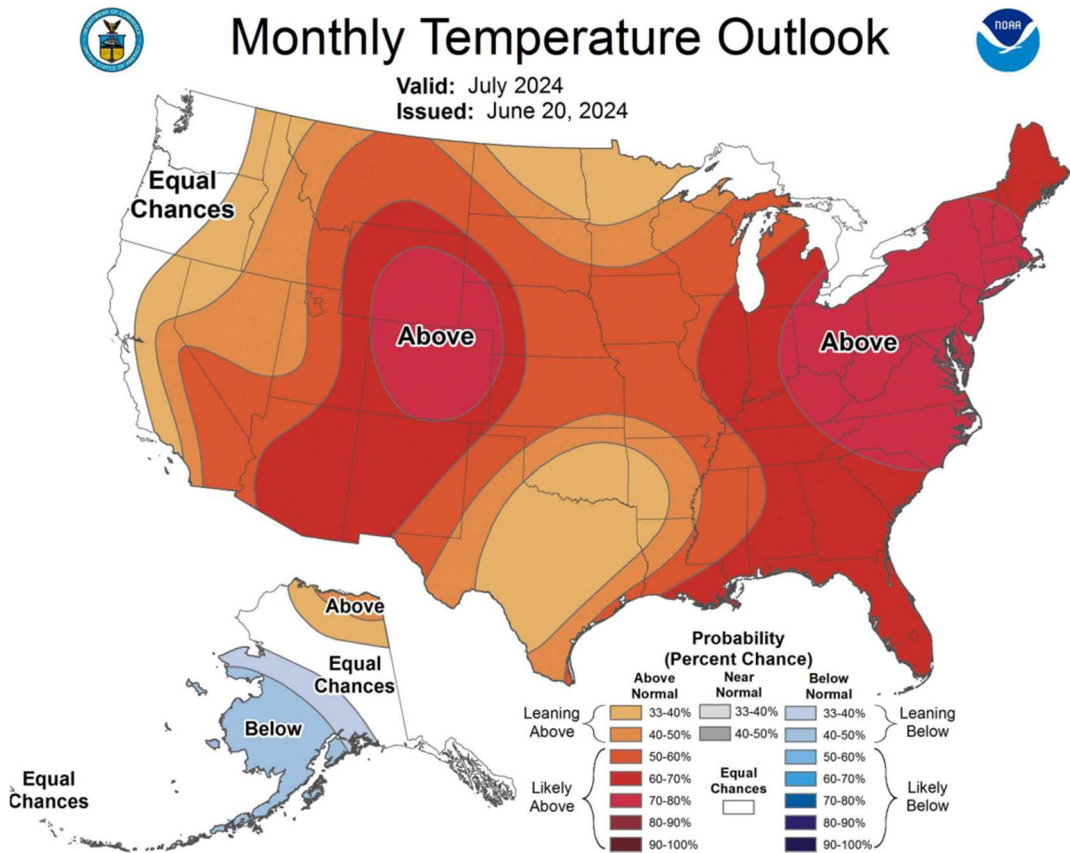 Monthly Temperature Outlook
NOAA
Valid: July 2024
Issued: June 20, 2024
Equal
Chances
Above
Above
Above
Equal
Chances
Below
Equal
Chances
Probability
(Percent Chance)
Above
Normal
Near
Normal
Below
Normal
Leaning
Above
33-40%
33-40%
33-40%
Leaning
Below
40-50%
40-50%
40-50%
Likely
Above
50-60%
50-60%
Likely
Below
60-70%
60-70%
Equal
Chances
70-80%
70-80%
80-90%
80-90%
90-100%
90-100%